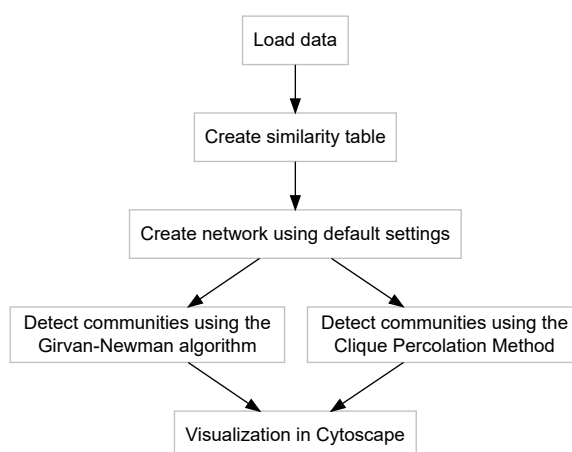 Load data
Create similarity table
Create network using default settings
Detect communities using the
Girvan-Newman algorithm
Detect communities using the
Clique Percolation Method
Visualization in Cytoscape